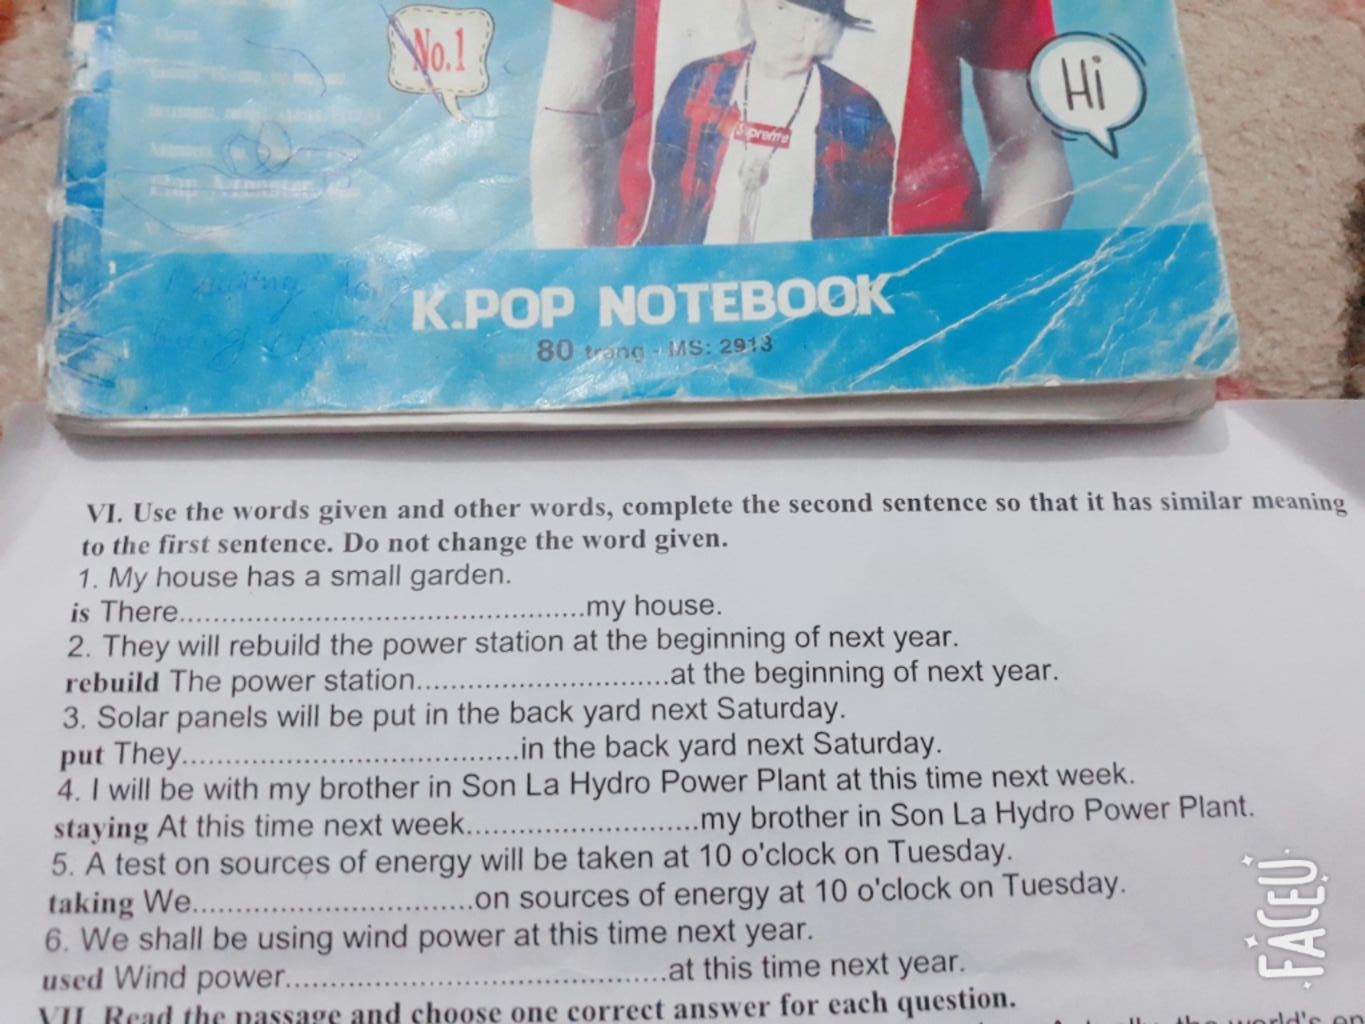 No.1
Hi
Supreme
K.POP NOTEBOOK
80 trang - MS: 2913
VI. Use the words given and other words, complete the second sentence so that it has similar meaning
to the first sentence. Do not change the word given.
1. My house has a small garden.
is There.............................................my house.
2. They will rebuild the power station at the beginning of next year.
rebuild The power station............................at the beginning of next year.
3. Solar panels will be put in the back yard next Saturday.
put They.....................................in the back yard next Saturday.
4. I will be with my brother in Son La Hydro Power Plant at this time next week.
staying At this time next week..........................my brother in Son La Hydro Power Plant.
5. A test on sources of energy will be taken at 10 o'clock on Tuesday.
taking We...............................on sources of energy at 10 o'clock on Tuesday.
6. We shall be using wind power at this time next year.
used Wind power..........................................at this time next year.
VII. Read the passage and choose one correct answer for each question.
the world's
FACEU